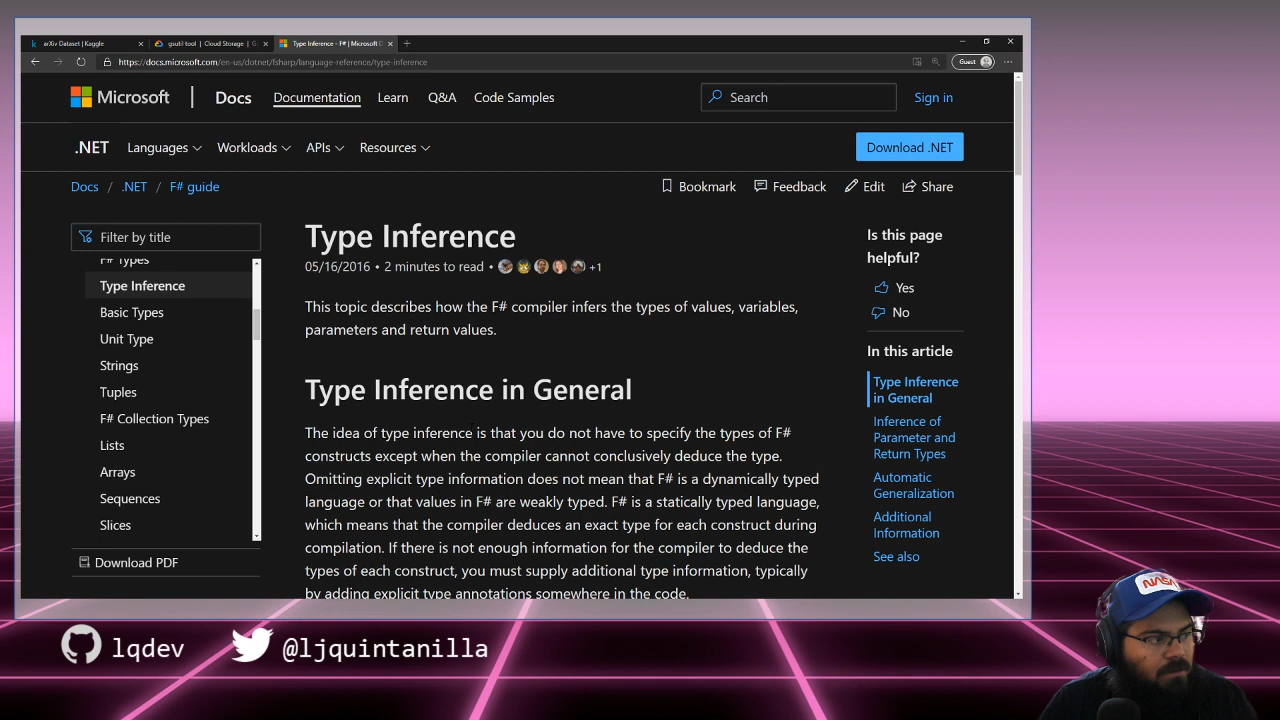 arXiv Dataset | Kaggle
gsutil tool | Cloud Storage | G
Type Inference - F# | Microsoft D
https://docs.microsoft.com/en-us/dotnet/fsharp/language-reference/type-inference
Guest
Microsoft
Docs
Documentation
Learn
Q&A
Code Samples
Search
Sign in
.NET
Languages
Workloads
APIs
Resources
Download .NET
Docs / .NET / F# guide
Bookmark
Feedback
Edit
Share
Filter by title
F# Types
Type Inference
Basic Types
Unit Type
Strings
Tuples
F# Collection Types
Lists
Arrays
Sequences
Slices
Download PDF
Type Inference
05/16/2016 • 2 minutes to read • +1
This topic describes how the F# compiler infers the types of values, variables,
parameters and return values.
Type Inference in General
The idea of type inference is that you do not have to specify the types of F#
constructs except when the compiler cannot conclusively deduce the type.
Omitting explicit type information does not mean that F# is a dynamically typed
language or that values in F# are weakly typed. F# is a statically typed language,
which means that the compiler deduces an exact type for each construct during
compilation. If there is not enough information for the compiler to deduce the
types of each construct, you must supply additional type information, typically
by adding explicit type annotations somewhere in the code.
Is this page
helpful?
Yes
No
In this article
Type Inference
in General
Inference of
Parameter and
Return Types
Automatic
Generalization
Additional
Information
See also
lqdev
@ljquintanilla
NASA